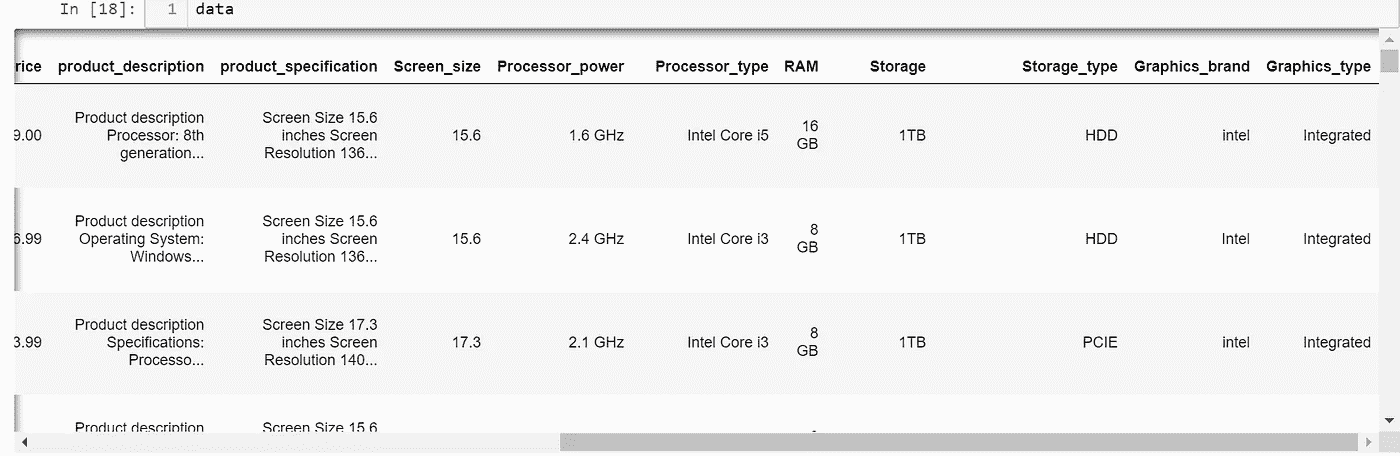 In [18]: 1 data
rice product_description product_specification Screen_size Processor_power Processor_type RAM Storage Storage_type Graphics_brand Graphics_type
9.00 Product description Processor: 8th generation... Screen Size 15.6 inches Screen Resolution 136... 15.6 1.6 GHz Intel Core i5 16 GB 1TB HDD intel Integrated
6.99 Product description Operating System: Windows... Screen Size 15.6 inches Screen Resolution 136... 15.6 2.4 GHz Intel Core i3 8 GB 1TB HDD Intel Integrated
3.99 Product description Specifications: Processo... Screen Size 17.3 inches Screen Resolution 140... 17.3 2.1 GHz Intel Core i3 8 GB 1TB PCIE intel Integrated
Product description Screen Size 15.6